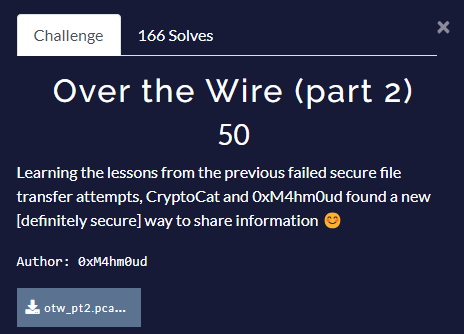 Challenge
166 Solves
×
Over the Wire (part 2)
50
Learning the lessons from the previous failed secure file
transfer attempts, CryptoCat and 0xM4hm0ud found a new
[definitely secure] way to share information 😊
Author: 0xM4hm0ud
otw_pt2.pca...